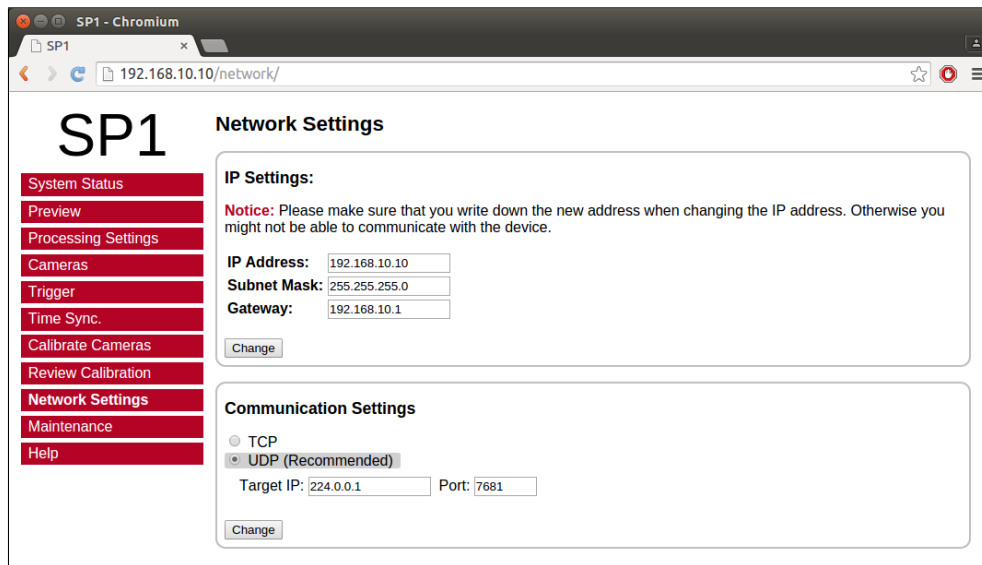 SP1 - Chromium
SP1 ×
192.168.10.10/network/
SP1
System Status
Preview
Processing Settings
Cameras
Trigger
Time Sync.
Calibrate Cameras
Review Calibration
Network Settings
Maintenance
Help
Network Settings
IP Settings:
Notice: Please make sure that you write down the new address when changing the IP address. Otherwise you
might not be able to communicate with the device.
IP Address: 192.168.10.10
Subnet Mask: 255.255.255.0
Gateway: 192.168.10.1
Change
Communication Settings
TCP
UDP (Recommended)
Target IP: 224.0.0.1 Port: 7681
Change